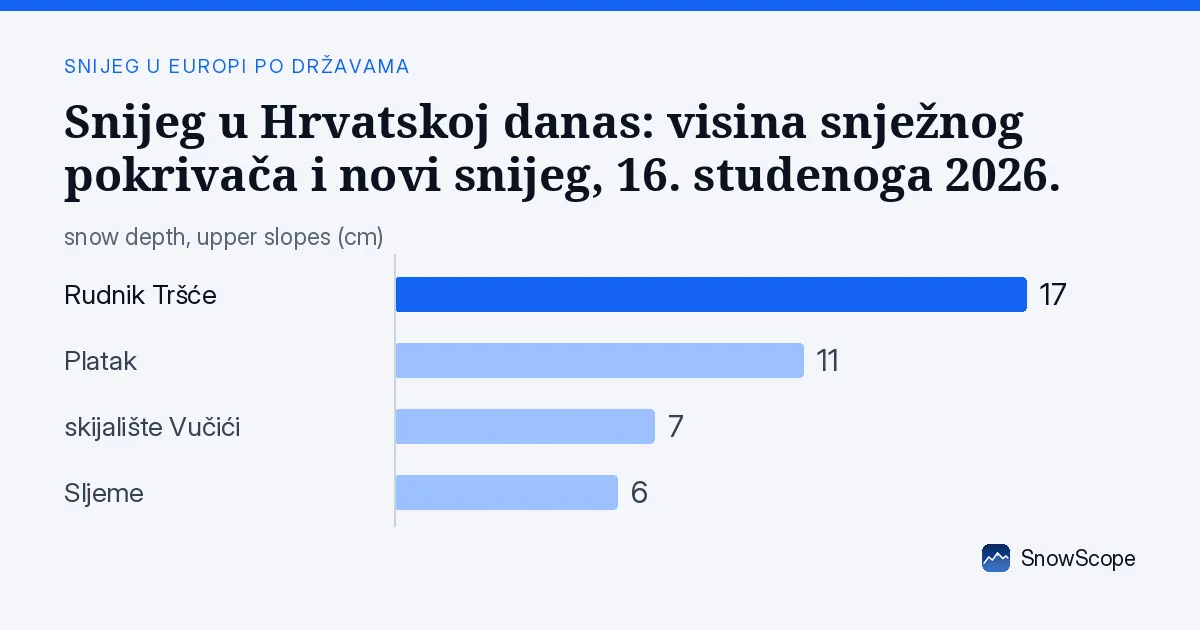 SNIJEG U EUROPI PO DRŽAVAMA
Snijeg u Hrvatskoj danas: visina snježnog
pokrivača i novi snijeg, 16. studenoga 2026.
snow depth, upper slopes (cm)
Rudnik Tršće 17
Platak 11
skijalište Vučići 7
Sljeme 6
SnowScope